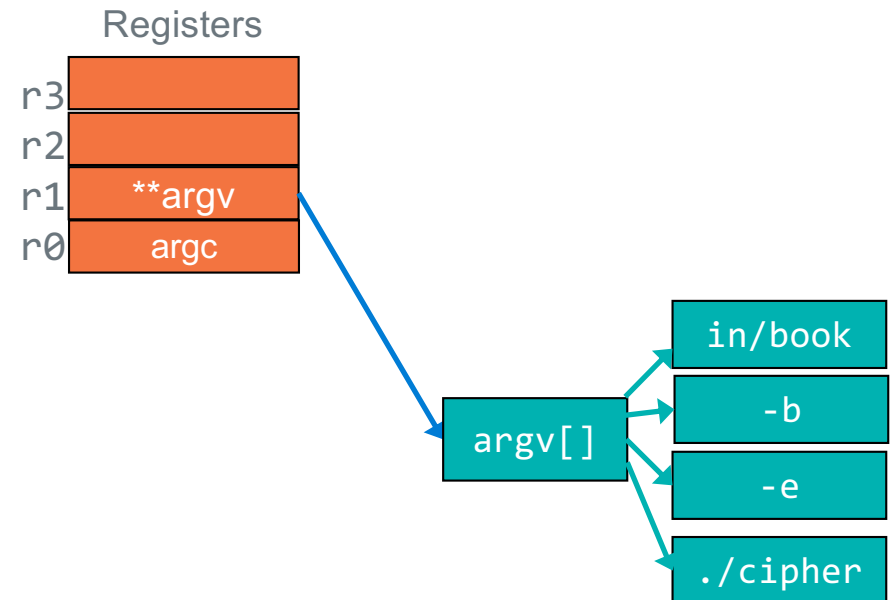 Registers
r3
r2
r1 **argv
r0 argc
in/book
-b
argv[]
-e
./cipher